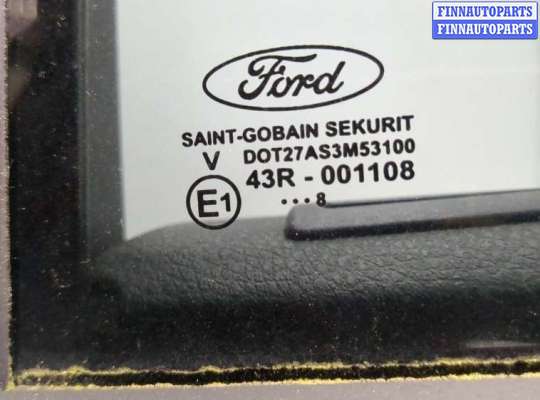 FINNAUTOPARTS
FINNAUTOPARTS
Ford
SAINT-GOBAIN SEKURIT
V DOT27AS3M53100
E1 43R - 001108
··· 8